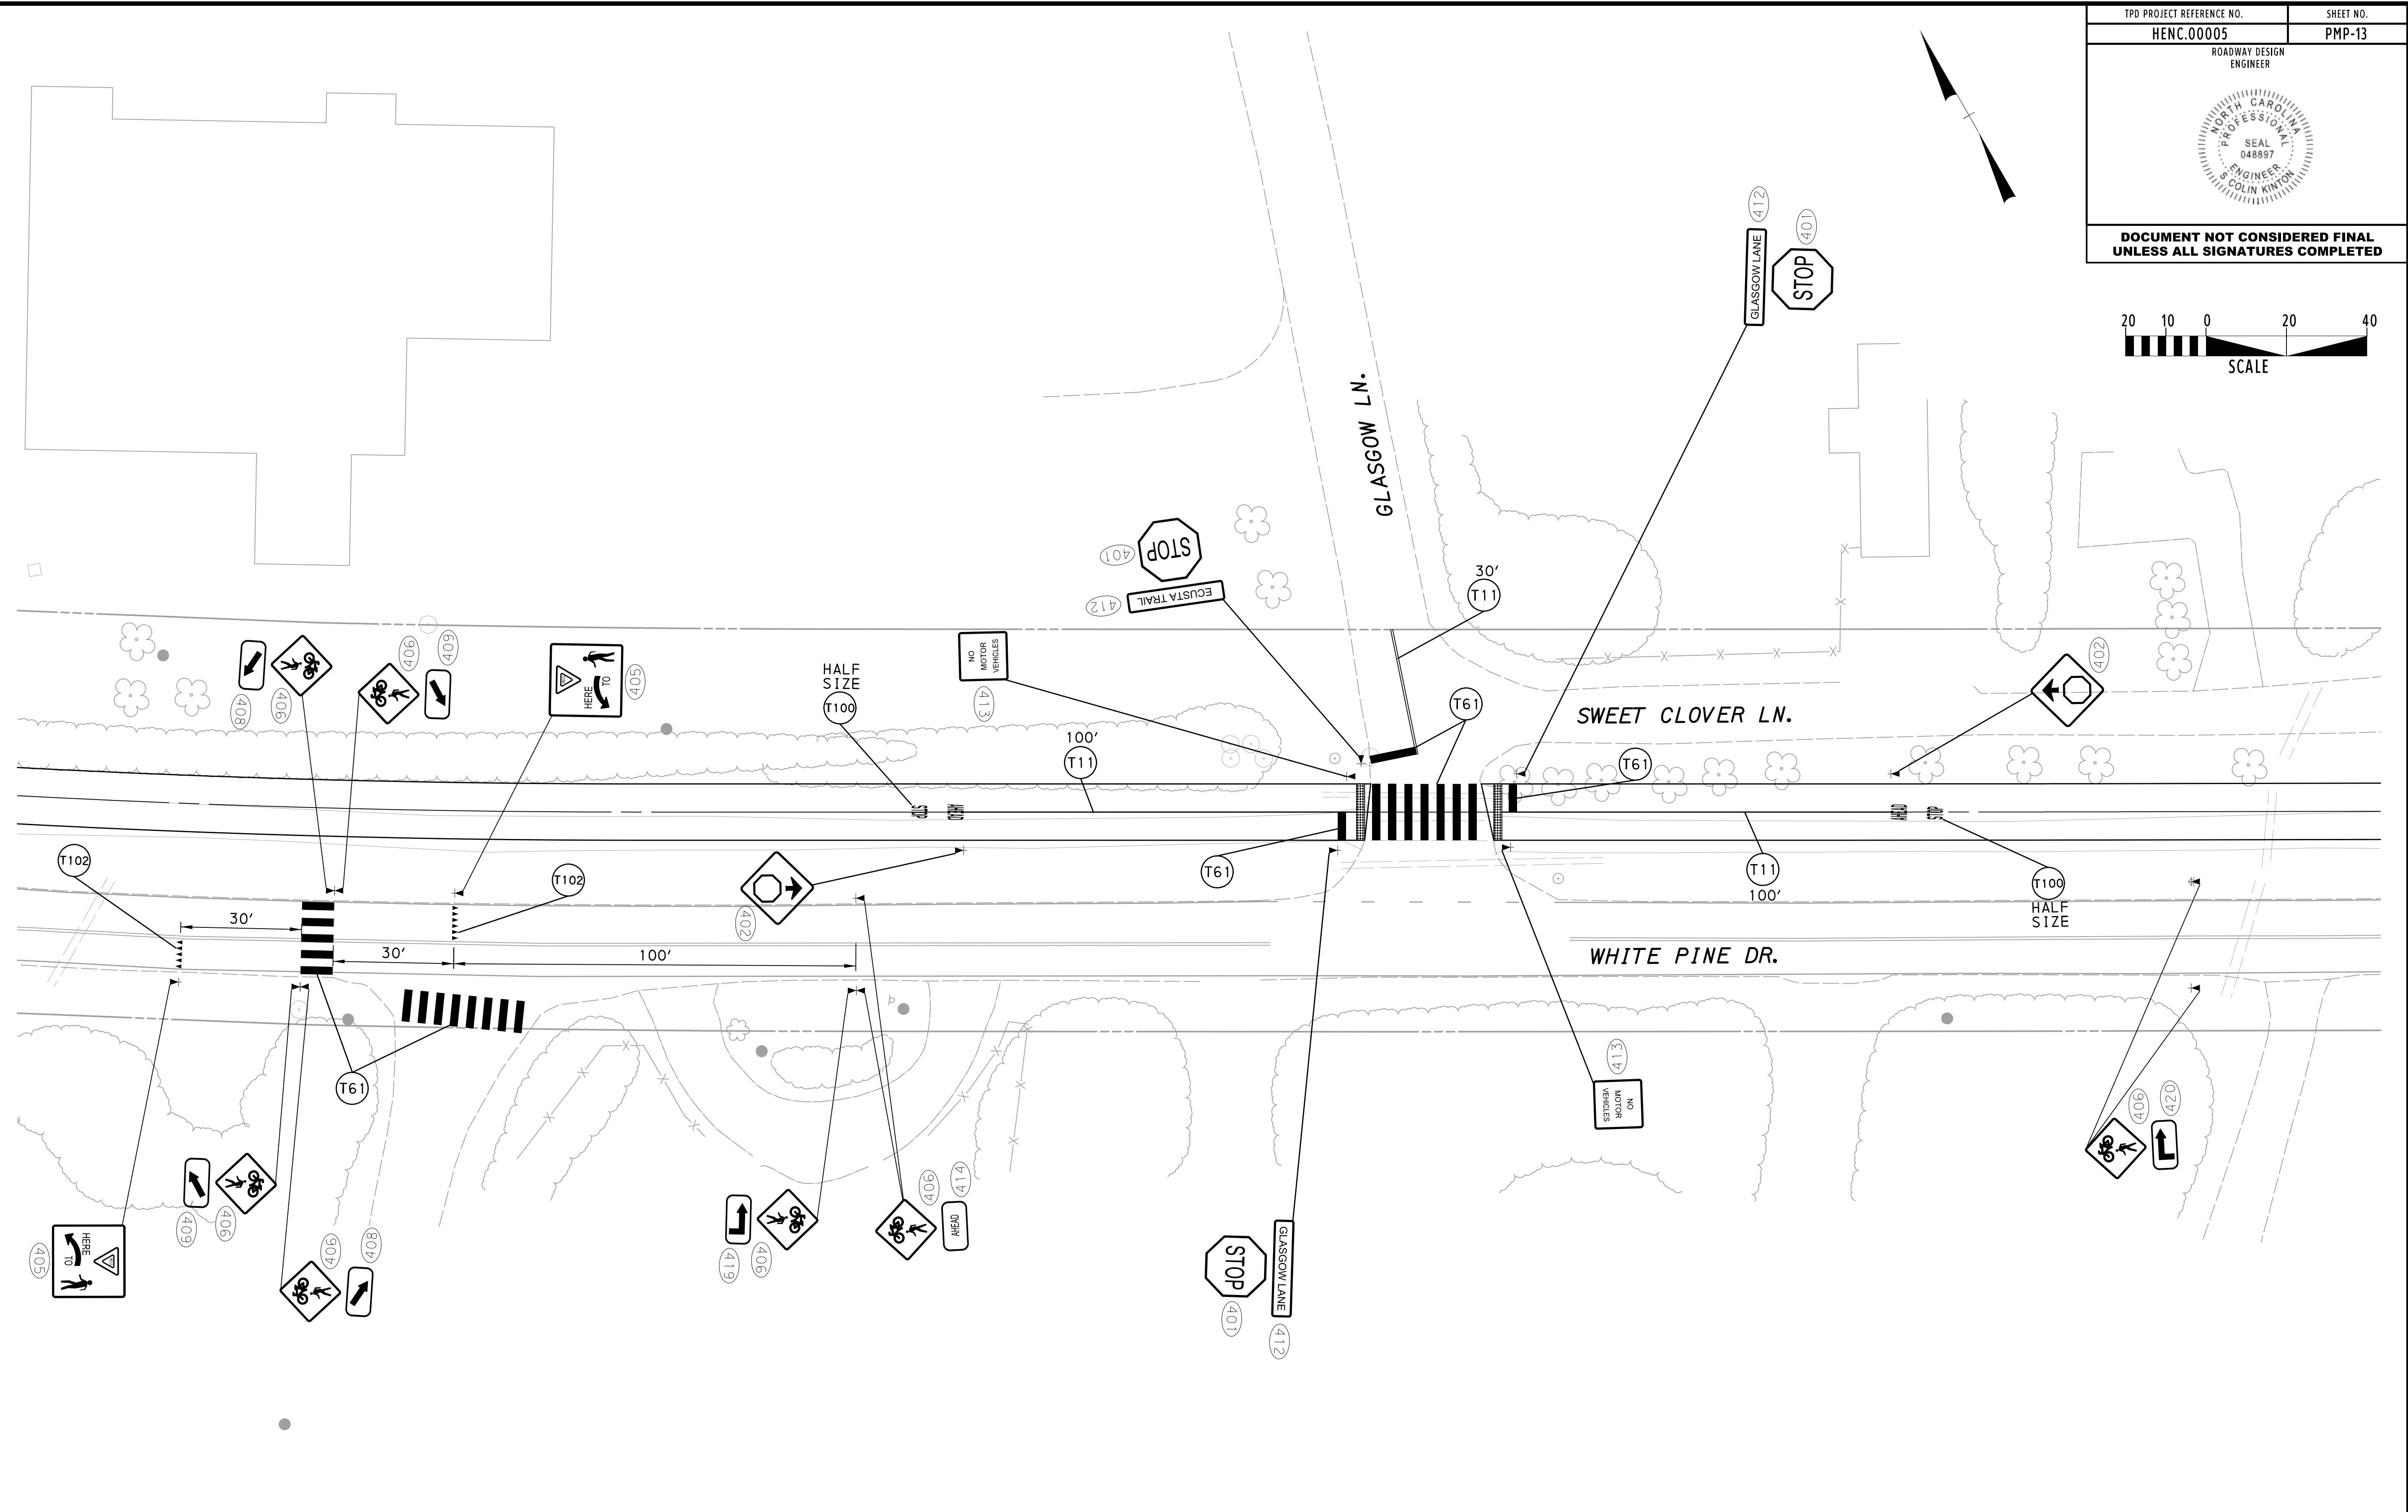 TPD PROJECT REFERENCE NO.
SHEET NO.
HENC.00005
PMP-13
ROADWAY DESIGN
ENGINEER
NORTH CAROLINA
PROFESSIONAL
SEAL
048897
ENGINEER
S COLIN KINTON
DOCUMENT NOT CONSIDERED FINAL
UNLESS ALL SIGNATURES COMPLETED
20 10 0 20 40
SCALE
412
GLASGOW LANE
401
STOP
GLASGOW LN.
401
STOP
412
ECUSTA TRAIL
30'
T11
408
406
406
409
HERE
TO
405
HALF
SIZE
T100
NO
MOTOR
VEHICLES
413
100'
T11
T61
SWEET CLOVER LN.
402
T61
STOP
AHEAD
AHEAD
STOP
T102
T102
402
T61
T11
100'
T100
HALF
SIZE
30'
30'
100'
WHITE PINE DR.
T61
413
NO
MOTOR
VEHICLES
406
420
409
406
405
HERE
TO
406
408
419
406
406
414
AHEAD
STOP
401
GLASGOW LANE
412